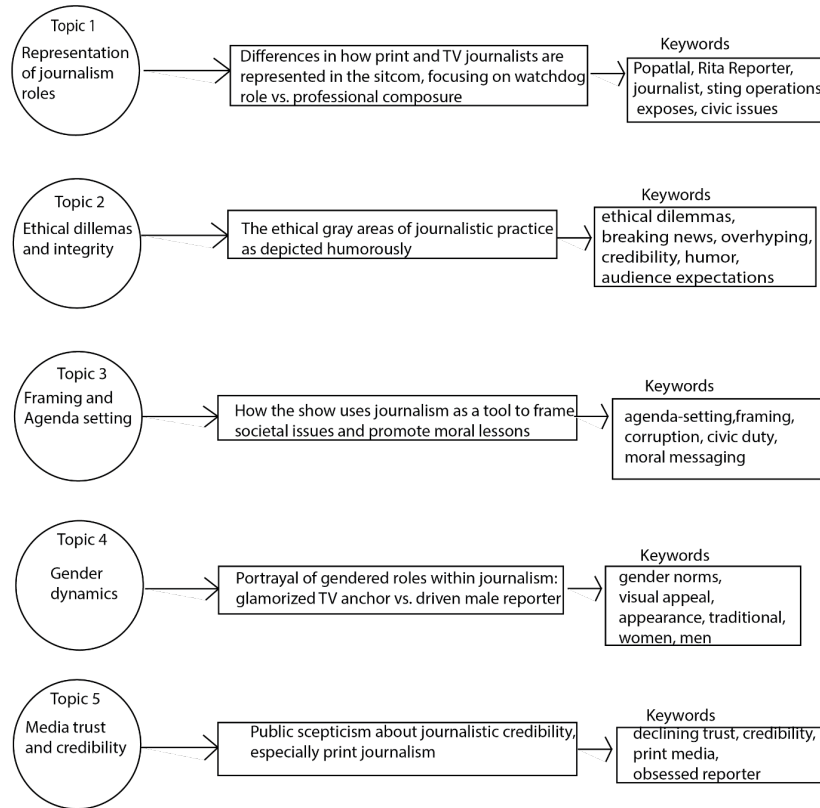 Topic 1
Representation
of journalism
roles
Differences in how print and TV journalists are
represented in the sitcom, focusing on watchdog
role vs. professional composure
Keywords
Popatlal, Rita Reporter,
journalist, sting operations
exposes, civic issues
Topic 2
Ethical dillemas
and integrity
The ethical gray areas of journalistic practice
as depicted humorously
Keywords
ethical dilemmas,
breaking news, overhyping,
credibility, humor,
audience expectations
Topic 3
Framing and
Agenda setting
How the show uses journalism as a tool to frame
societal issues and promote moral lessons
Keywords
agenda-setting,framing,
corruption, civic duty,
moral messaging
Topic 4
Gender
dynamics
Portrayal of gendered roles within journalism:
glamorized TV anchor vs. driven male reporter
Keywords
gender norms,
visual appeal,
appearance, traditional,
women, men
Topic 5
Media trust
and credibility
Public scepticism about journalistic credibility,
especially print journalism
Keywords
declining trust, credibility,
print media,
obsessed reporter